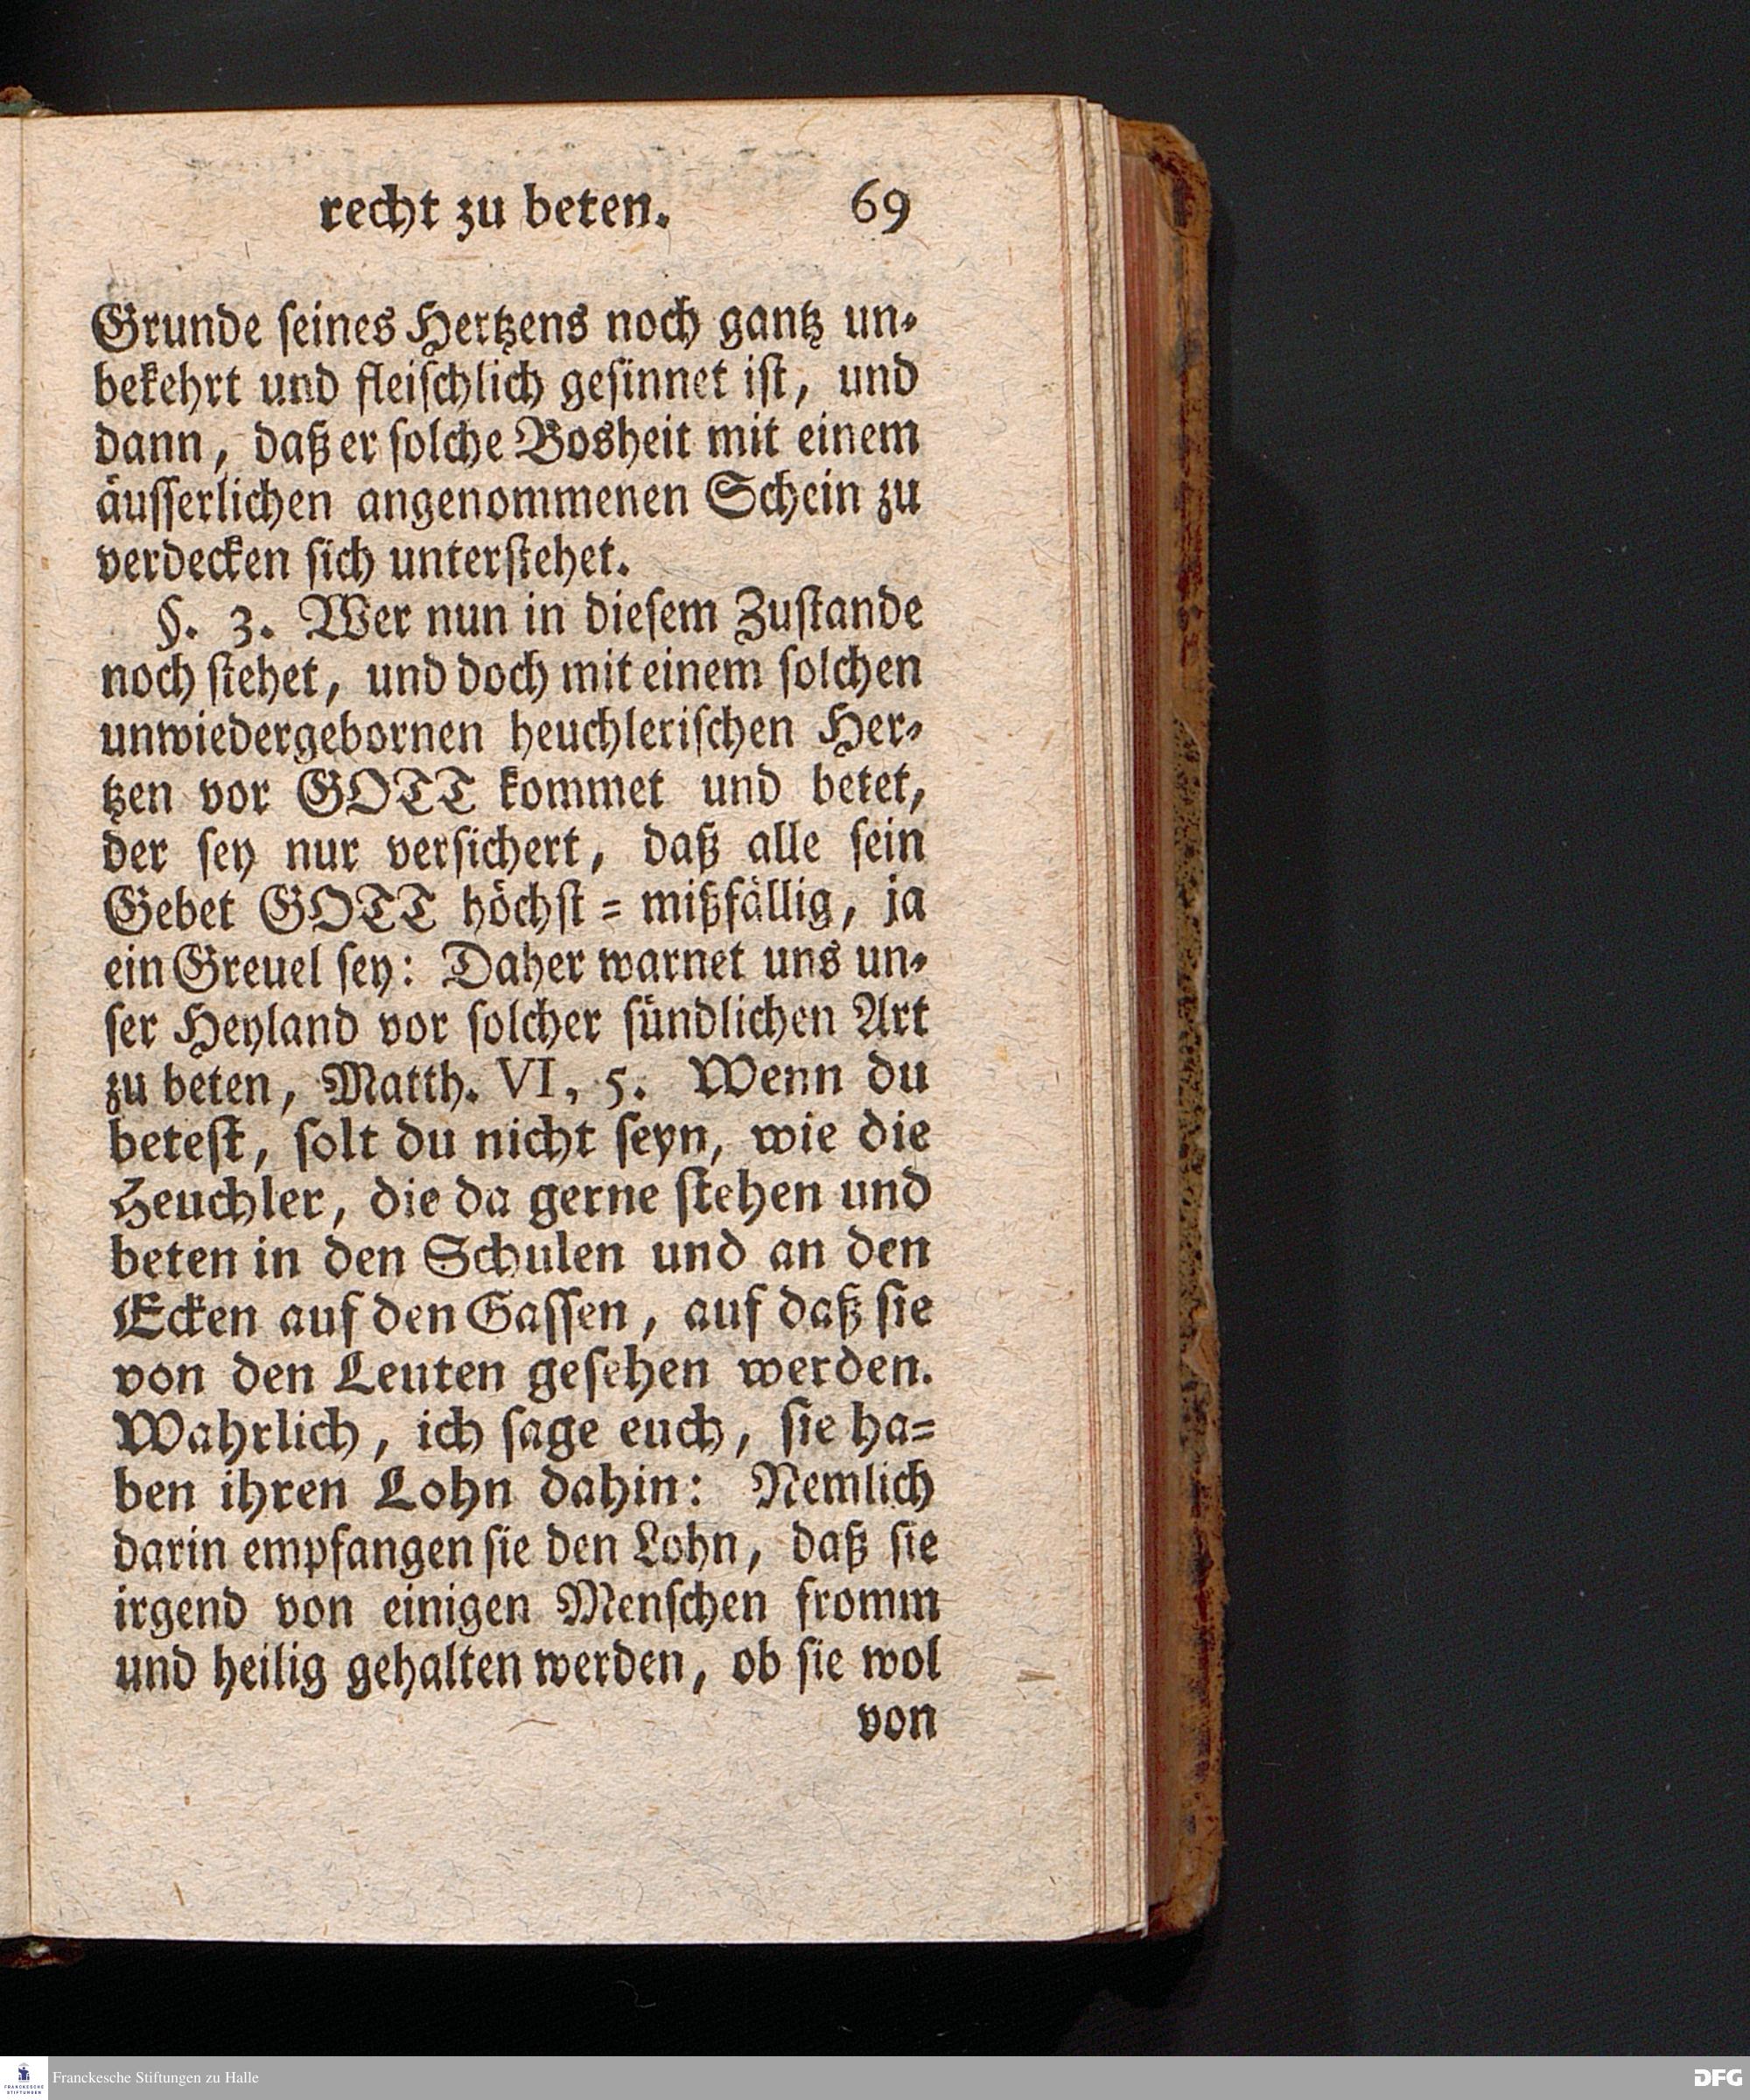 recht zu beten. 69
Grunde ſeines Hertzens noch gantz un-
bekehrt und fleiſchlich geſinnet iſt, und
dann, daß er ſolche Bosheit mit einem
äuſſerlichen angenommenen Schein zu
verdecken ſich unterſtehet.
§. 3. Wer nun in dieſem Zuſtande
noch ſtehet, und doch mit einem ſolchen
unwiedergebornen heuchleriſchen Her-
tzen vor GOTT kommet und betet,
der ſey nur verſichert, daß alle ſein
Gebet GOTT höchſt = mißfällig, ja
ein Greuel ſey: Daher warnet uns un-
ſer Heyland vor ſolcher ſündlichen Art
zu beten, Matth. VI, 5. Wenn du
beteſt, ſolt du nicht ſeyn, wie die
Heuchler, die da gerne ſtehen und
beten in den Schulen und an den
Ecken auf den Gaſſen, auf daß ſie
von den Leuten geſehen werden.
Wahrlich, ich ſage euch, ſie ha=
ben ihren Lohn dahin: Nemlich
darin empfangen ſie den Lohn, daß ſie
irgend von einigen Menſchen fromm
und heilig gehalten werden, ob ſie wol
von
FRANCKESCHE
STIFTUNGEN
Franckesche Stiftungen zu Halle
DFG